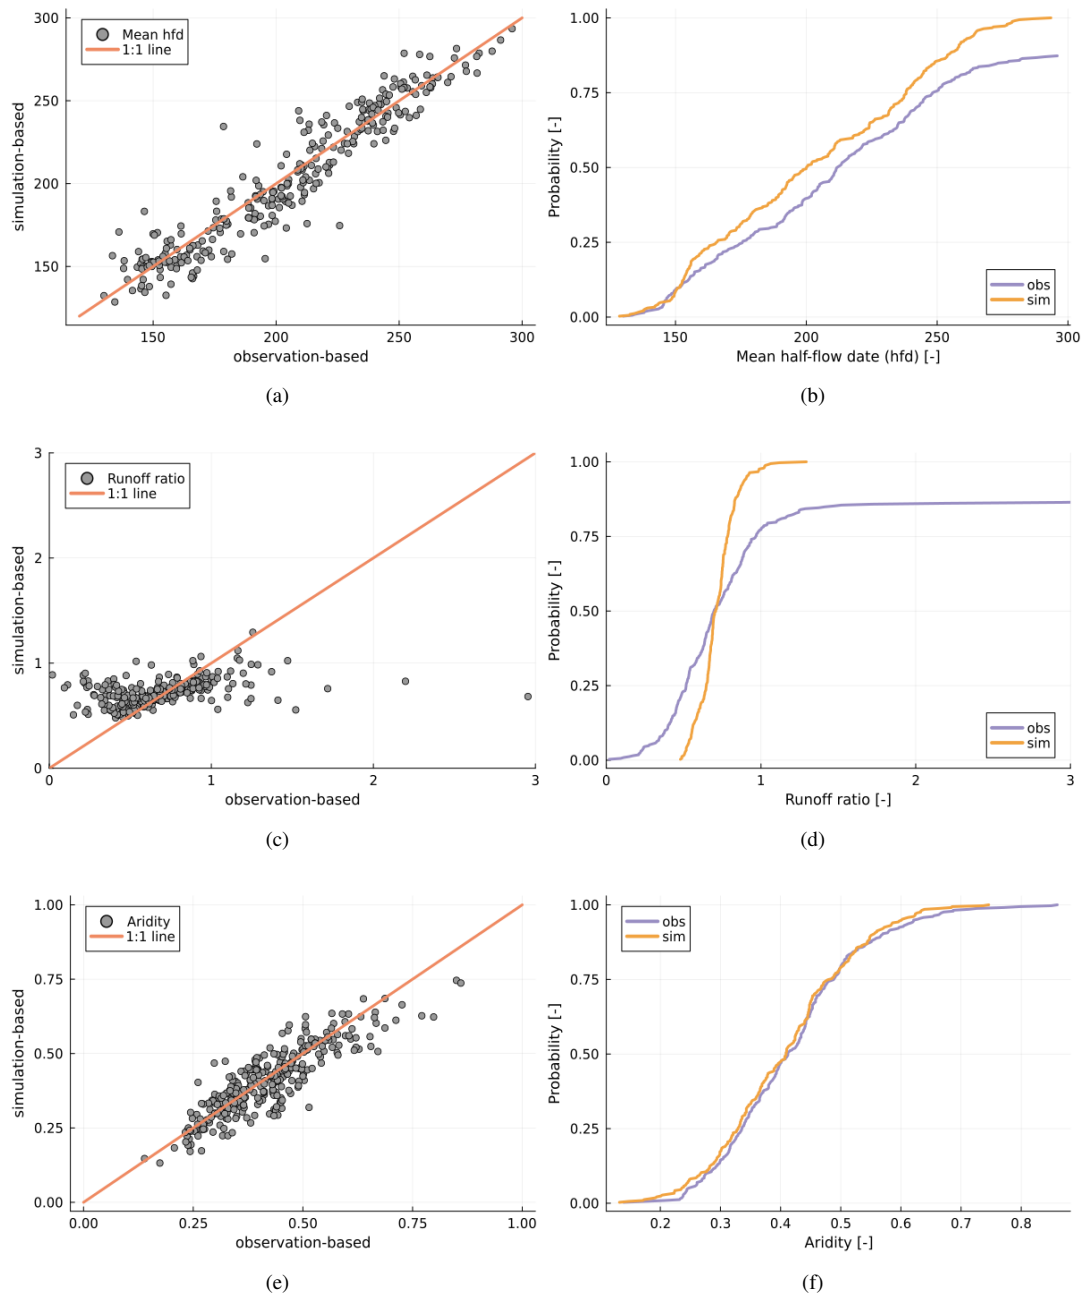 Mean hfd
1:1 line
300
250
200
150
150
200
250
300
simulation-based
observation-based
(a)
1.00
0.75
0.50
0.25
0.00
150
200
250
300
Probability [-]
Mean half-flow date (hfd) [-]
obs
sim
(b)
Runoff ratio
1:1 line
3
2
1
0
0
1
2
3
simulation-based
observation-based
(c)
1.00
0.75
0.50
0.25
0.00
0
1
2
3
Probability [-]
Runoff ratio [-]
obs
sim
(d)
Aridity
1:1 line
1.00
0.75
0.50
0.25
0.00
0.00
0.25
0.50
0.75
1.00
simulation-based
observation-based
(e)
obs
sim
1.00
0.75
0.50
0.25
0.00
0.2
0.3
0.4
0.5
0.6
0.7
0.8
Probability [-]
Aridity [-]
(f)